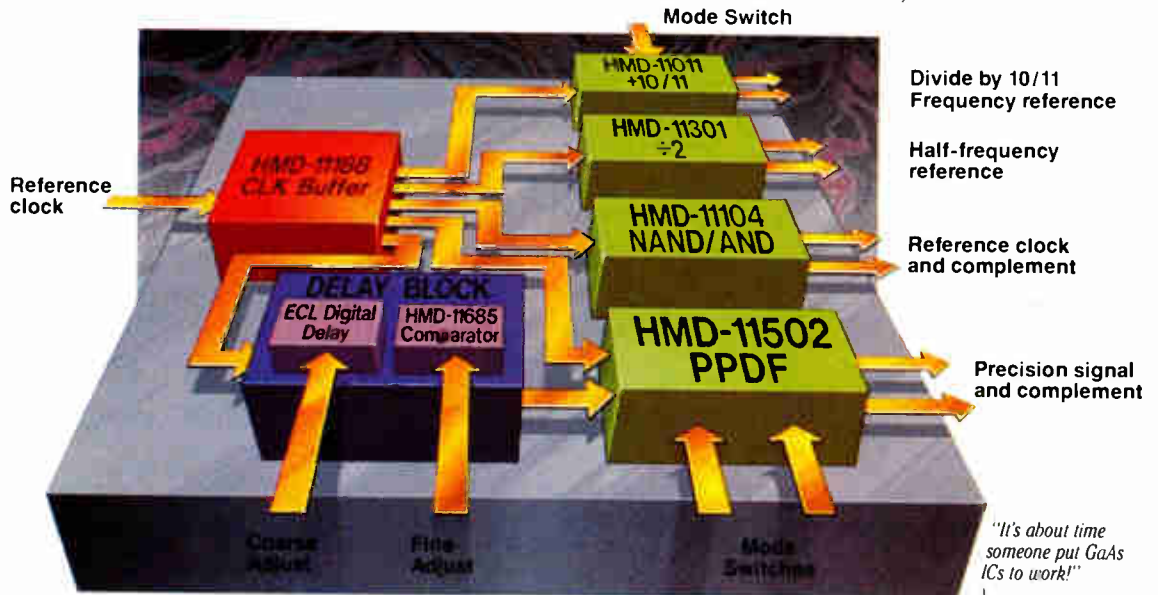 Mode Switch
HMD-11011
+10/11
Divide by 10/11
Frequency reference
HMD-11301
÷2
Half-frequency
reference
HMD-11188
CLK Buffer
Reference
clock
HMD-11104
NAND/AND
Reference clock
and complement
DELAY BLOCK
ECL Digital
Delay
HMD-11685
Comparator
HMD-11502
PPDF
Precision signal
and complement
Coarse
Adjust
Fine-
Adjust
Mode
Switches
"It's about time
someone put GaAs
ICs to work!"